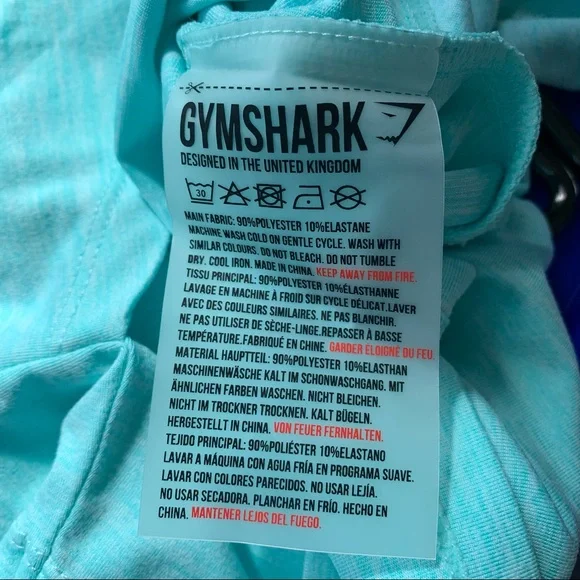 GYMSHARK
DESIGNED IN THE UNITED KINGDOM
30
MAIN FABRIC: 90%POLYESTER 10%ELASTANE
MACHINE WASH COLD ON GENTLE CYCLE. WASH WITH
SIMILAR COLOURS. DO NOT BLEACH. DO NOT TUMBLE
DRY. COOL IRON. MADE IN CHINA. KEEP AWAY FROM FIRE.
TISSU PRINCIPAL: 90%POLYESTER 10%ELASTHANNE
LAVAGE EN MACHINE À FROID SUR CYCLE DÉLICAT.LAVER
AVEC DES COULEURS SIMILAIRES. NE PAS BLANCHIR.
NE PAS UTILISER DE SÈCHE-LINGE.REPASSER À BASSE
TEMPÉRATURE.FABRIQUÉ EN CHINE. GARDER ÉLOIGNÉ DU FEU.
MATERIAL HAUPTTEIL: 90%POLYESTER 10%ELASTHAN
MASCHINENWÄSCHE KALT IM SCHONWASCHGANG. MIT
ÄHNLICHEN FARBEN WASCHEN. NICHT BLEICHEN.
NICHT IM TROCKNER TROCKNEN. KALT BÜGELN.
HERGESTELLT IN CHINA. VON FEUER FERNHALTEN.
TEJIDO PRINCIPAL: 90%POLIÉSTER 10%ELASTANO
LAVAR A MÁQUINA CON AGUA FRÍA EN PROGRAMA SUAVE.
LAVAR CON COLORES PARECIDOS. NO USAR LEJÍA.
NO USAR SECADORA. PLANCHAR EN FRÍO. HECHO EN
CHINA. MANTENER LEJOS DEL FUEGO.